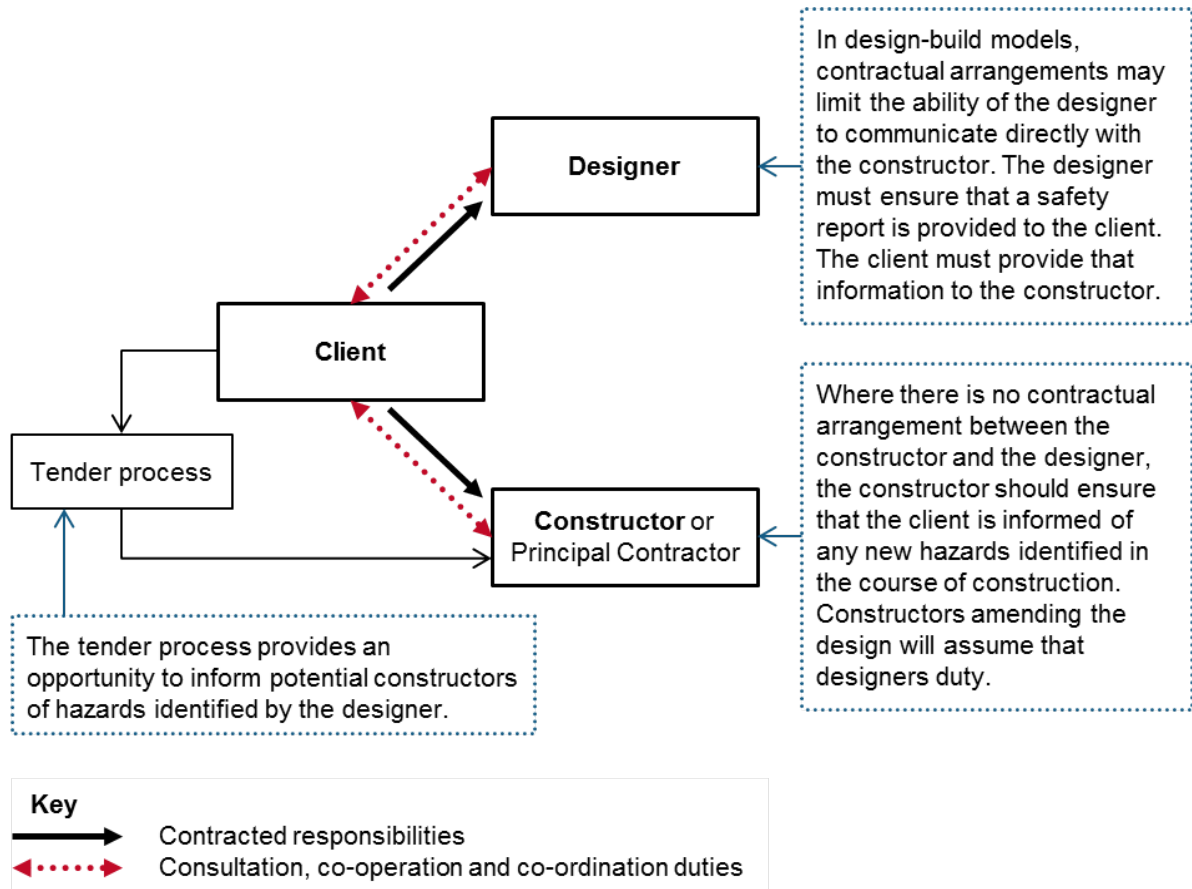 In design-build models,
contractual arrangements may
limit the ability of the designer
to communicate directly with
the constructor. The designer
must ensure that a safety
report is provided to the client.
The client must provide that
information to the constructor.
Designer
Client
Tender process
Constructor or
Principal Contractor
Where there is no contractual
arrangement between the
constructor and the designer,
the constructor should ensure
that the client is informed of
any new hazards identified in
the course of construction.
Constructors amending the
design will assume that
designers duty.
The tender process provides an
opportunity to inform potential constructors
of hazards identified by the designer.
Key
Contracted responsibilities
Consultation, co-operation and co-ordination duties